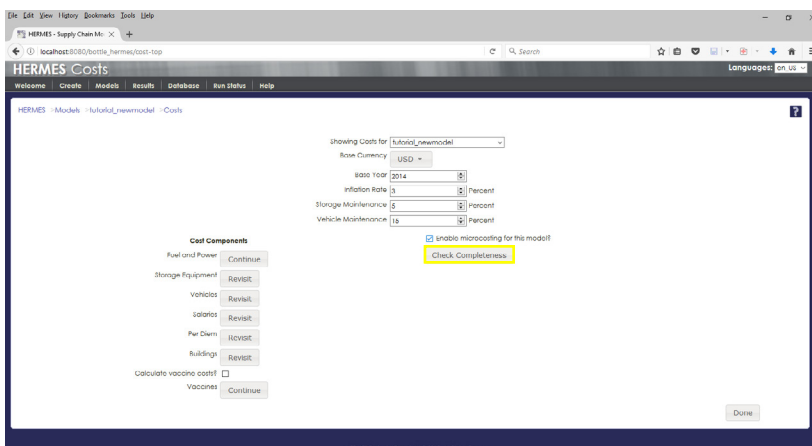 File Edit View History Bookmarks Tools Help
HERMES - Supply Chain Mo × +
localhost:8080/bottle_hermes/cost-top
Search
HERMES Costs
Languages: en_US
Welcome Create Models Results Database Run Status Help
HERMES >Models >tutorial_newmodel >Costs
?
Showing Costs for tutorial_newmodel
Base Currency USD
Base Year 2014
Inflation Rate 3 Percent
Storage Maintenance 5 Percent
Vehicle Maintenance 16 Percent
Enable microcosting for this model?
Check Completeness
Cost Components
Fuel and Power Continue
Storage Equipment Revisit
Vehicles Revisit
Salaries Revisit
Per Diem Revisit
Buildings Revisit
Calculate vaccine costs?
Vaccines Continue
Done